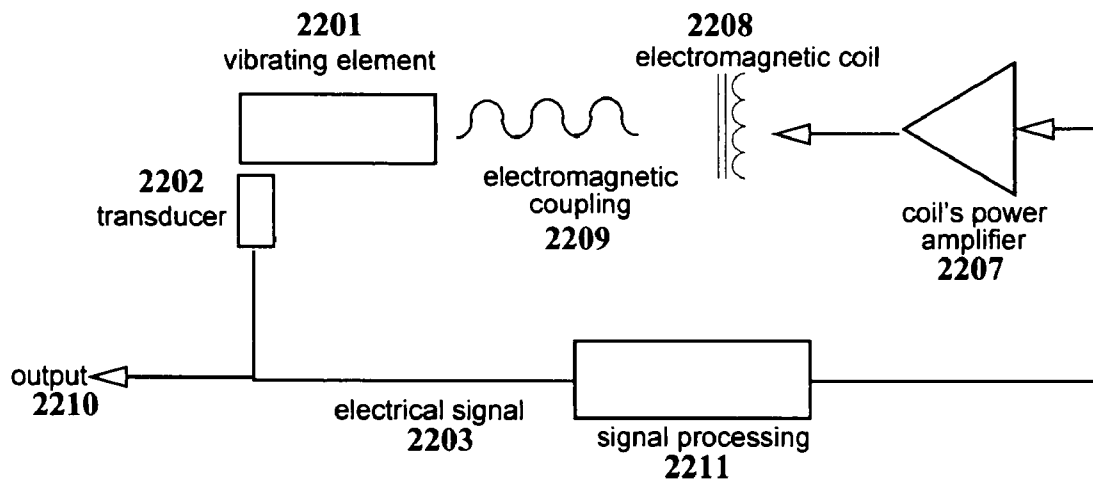 2201
vibrating element
2208
electromagnetic coil
2202
transducer
electromagnetic
coupling
2209
coil's power
amplifier
2207
output
2210
electrical signal
2203
signal processing
2211